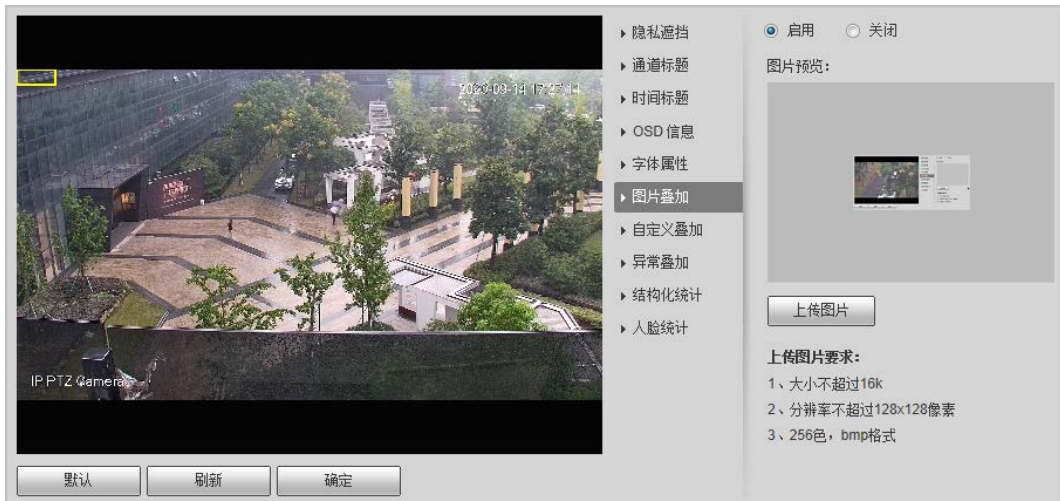 2020-09-14 17:27:14
IP PTZ Camera
默认
刷新
确定
隐私遮挡
通道标题
时间标题
OSD 信息
字体属性
图片叠加
自定义叠加
异常叠加
结构化统计
人脸统计
启用
关闭
图片预览：
上传图片
上传图片要求：
1、大小不超过16k
2、分辨率不超过128x128像素
3、256色，bmp格式